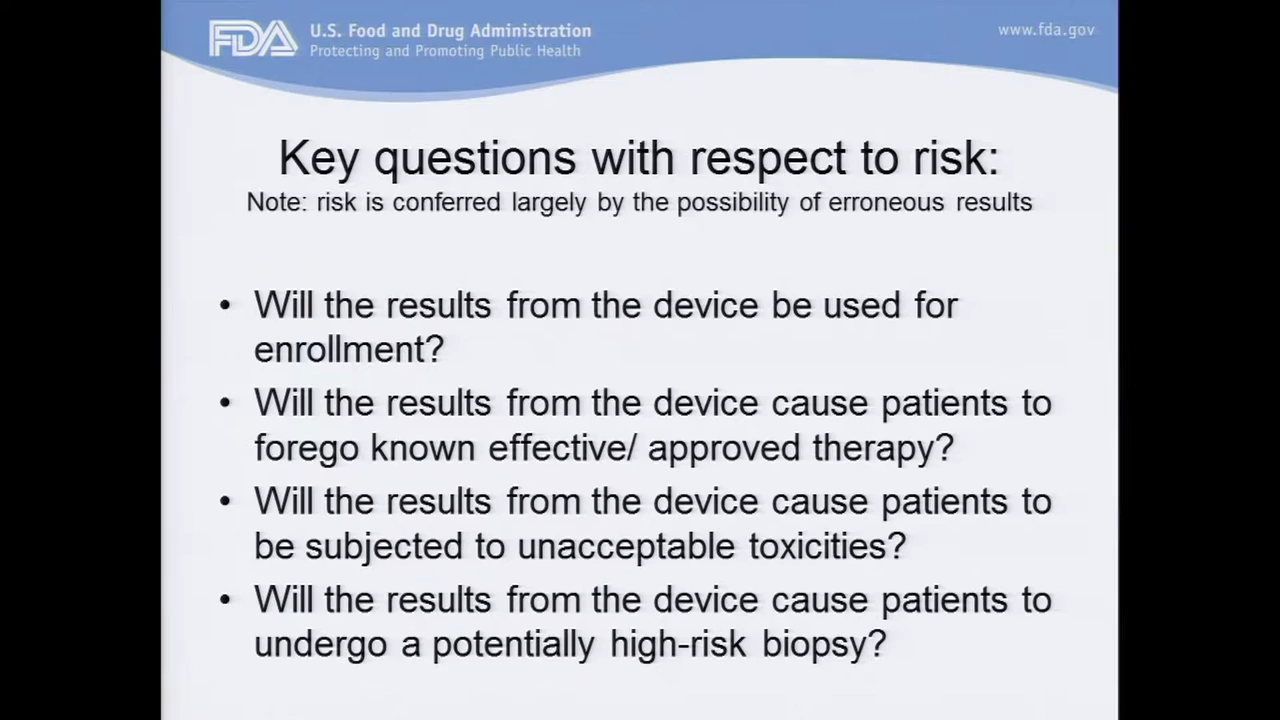 FDA
U.S. Food and Drug Administration
Protecting and Promoting Public Health
www.fda.gov
Key questions with respect to risk:
Note: risk is conferred largely by the possibility of erroneous results
• Will the results from the device be used for
enrollment?
• Will the results from the device cause patients to
forego known effective/ approved therapy?
• Will the results from the device cause patients to
be subjected to unacceptable toxicities?
• Will the results from the device cause patients to
undergo a potentially high-risk biopsy?